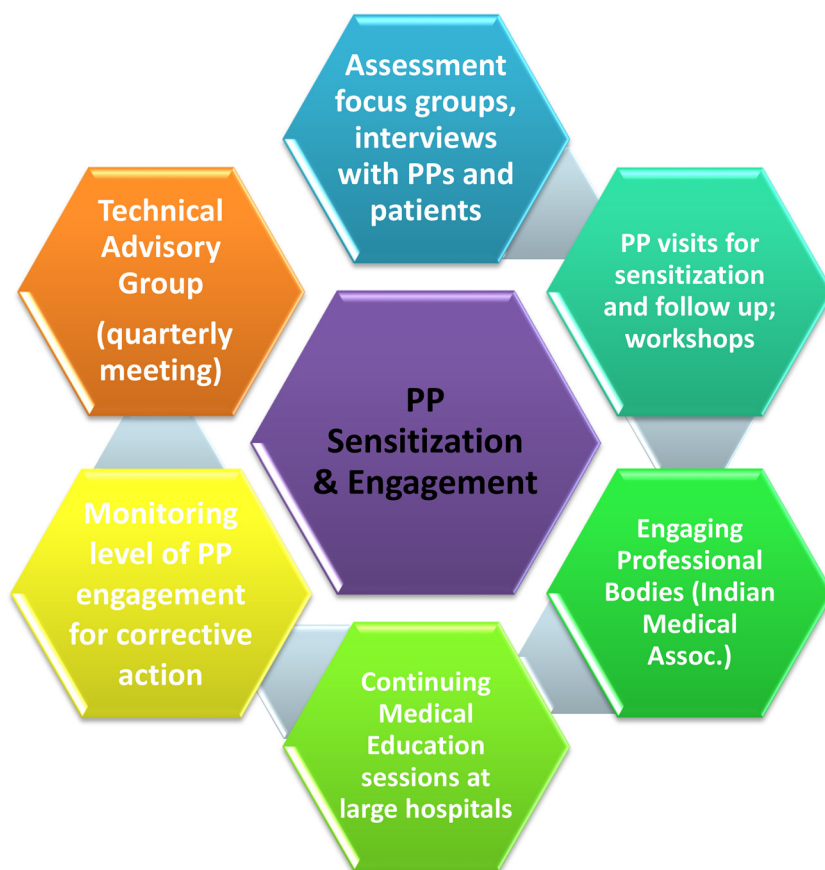 Assessment
focus groups,
interviews
with PPs and
patients
PP visits for
sensitization
and follow up;
workshops
Engaging
Professional
Bodies (Indian
Medical
Assoc.)
Continuing
Medical
Education
sessions at
large hospitals
Monitoring
level of PP
engagement
for corrective
action
Technical
Advisory
Group
(quarterly
meeting)
PP
Sensitization
& Engagement